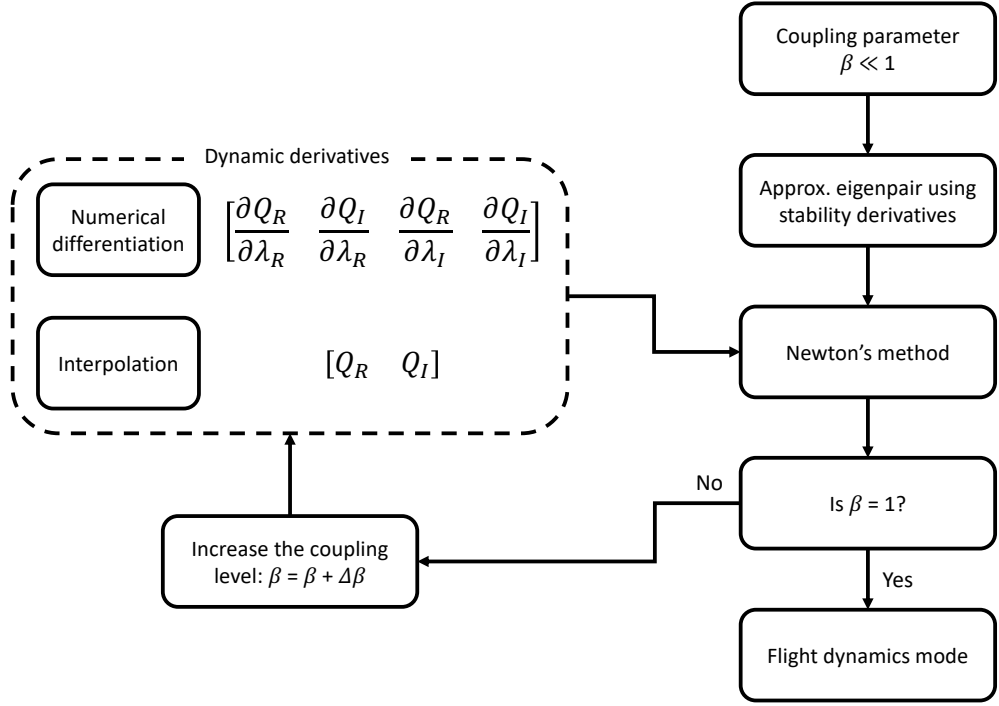 Coupling parameter
β ≪ 1
Approx. eigenpair using
stability derivatives
Newton's method
Is β = 1?
No
Yes
Flight dynamics mode
Increase the coupling
level: β = β + Δβ
Dynamic derivatives
Numerical
differentiation
[∂Q_R/∂λ_R ∂Q_I/∂λ_R ∂Q_R/∂λ_I ∂Q_I/∂λ_I]
Interpolation
[Q_R Q_I]